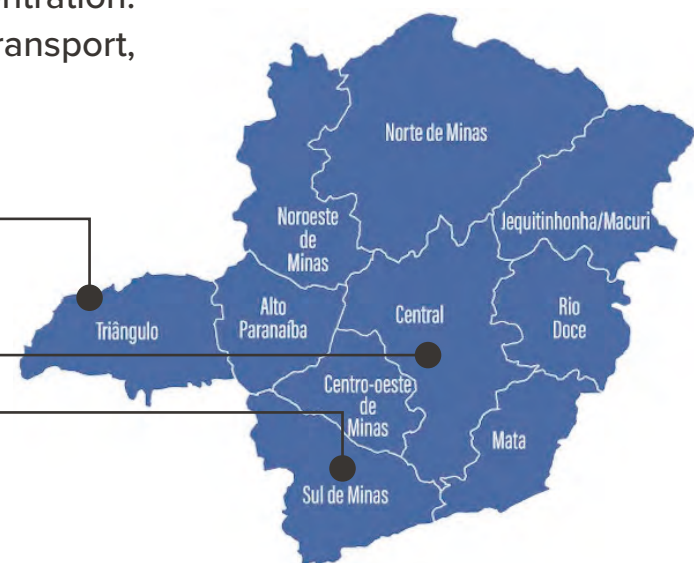 ntration.
ransport,
Norte de Minas
Noroeste
de
Minas
Jequitinhonha/Macuri
Triângulo
Alto
Paranaíba
Central
Rio
Doce
Centro-oeste
de
Minas
Mata
Sul de Minas